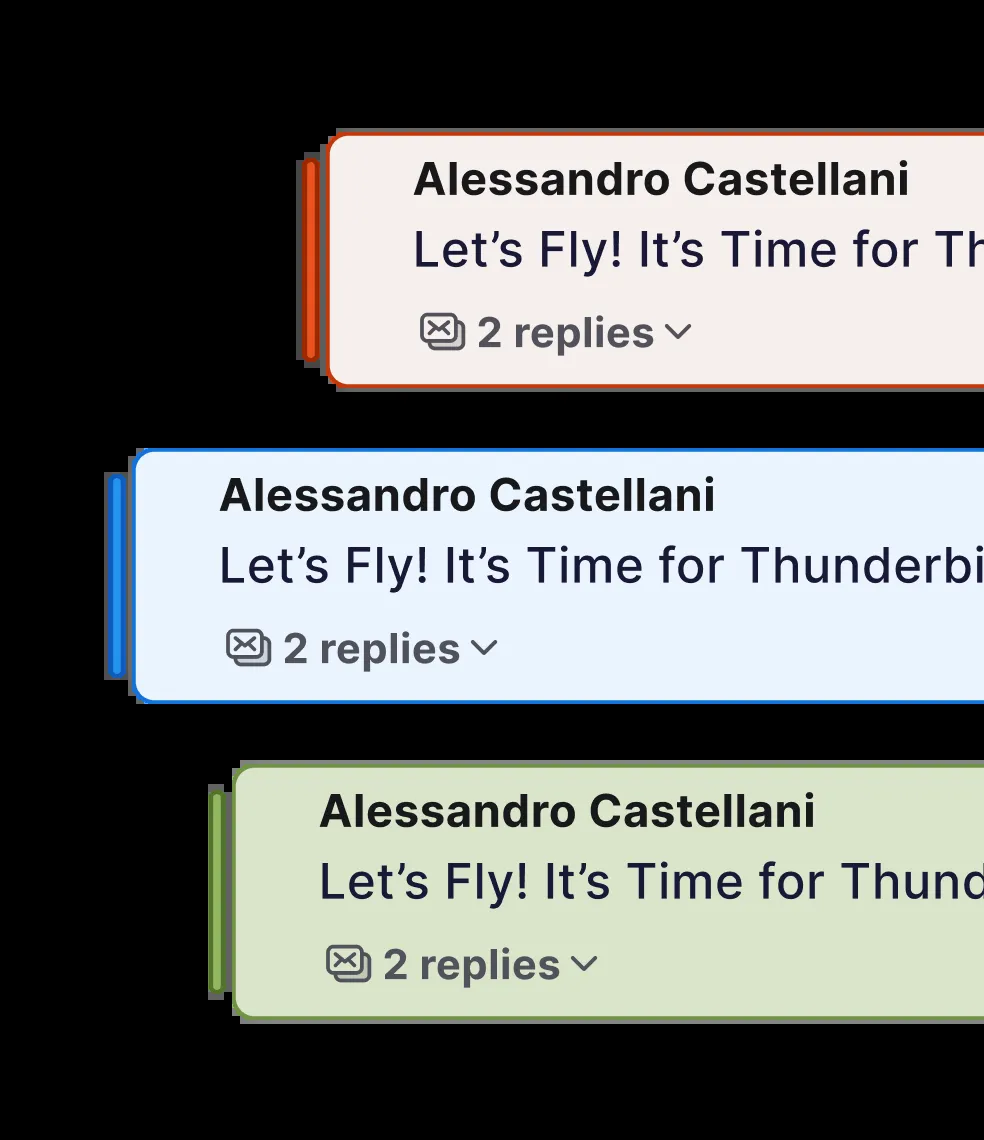 Alessandro Castellani
Let’s Fly! It’s Time for Th
2 replies
Alessandro Castellani
Let’s Fly! It’s Time for Thunderbi
2 replies
Alessandro Castellani
Let’s Fly! It’s Time for Thund
2 replies